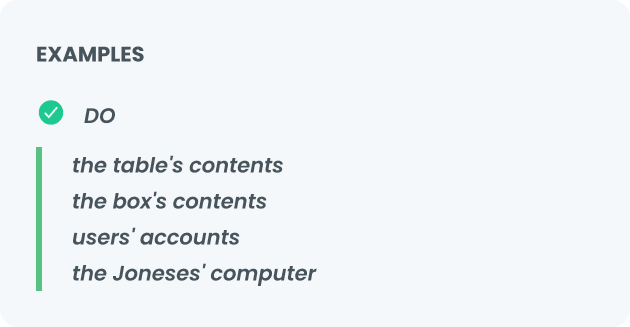 EXAMPLES
DO
the table's contents
the box's contents
users' accounts
the Joneses' computer